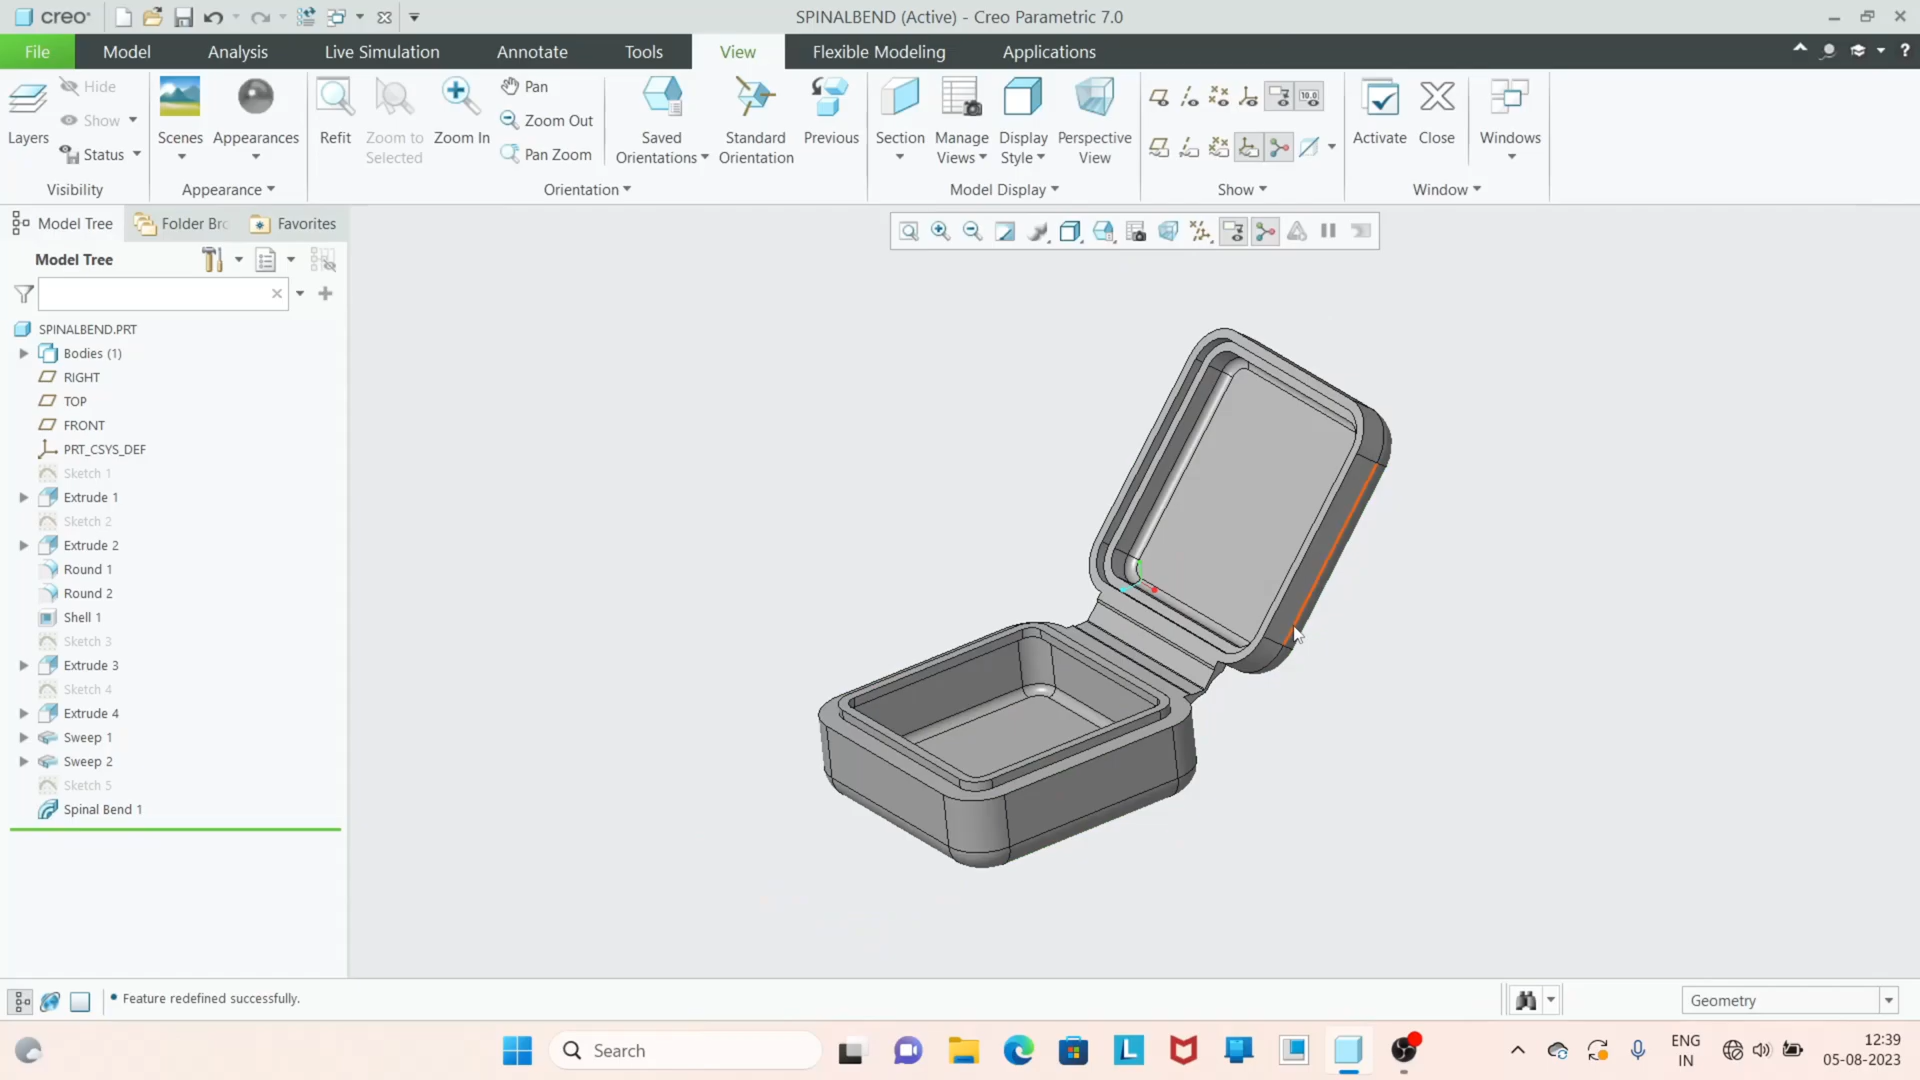 creo
SPINALBEND (Active) - Creo Parametric 7.0
File
Model
Analysis
Live Simulation
Annotate
Tools
View
Flexible Modeling
Applications
Layers
Hide
Show
Status
Visibility
Scenes
Appearances
Appearance
Refit
Zoom to
Selected
Zoom In
Pan
Zoom Out
Pan Zoom
Saved
Orientations
Standard
Orientation
Previous
Orientation
Section
Manage
Views
Display
Style
Perspective
View
Model Display
10.0
Show
Activate
Close
Windows
Window
Model Tree
Folder Bro
Favorites
Model Tree
SPINALBEND.PRT
Bodies (1)
RIGHT
TOP
FRONT
PRT_CSYS_DEF
Sketch 1
Extrude 1
Sketch 2
Extrude 2
Round 1
Round 2
Shell 1
Sketch 3
Extrude 3
Sketch 4
Extrude 4
Sweep 1
Sweep 2
Sketch 5
Spinal Bend 1
Feature redefined successfully.
Geometry
Search
L
ENG
IN
12:39
05-08-2023